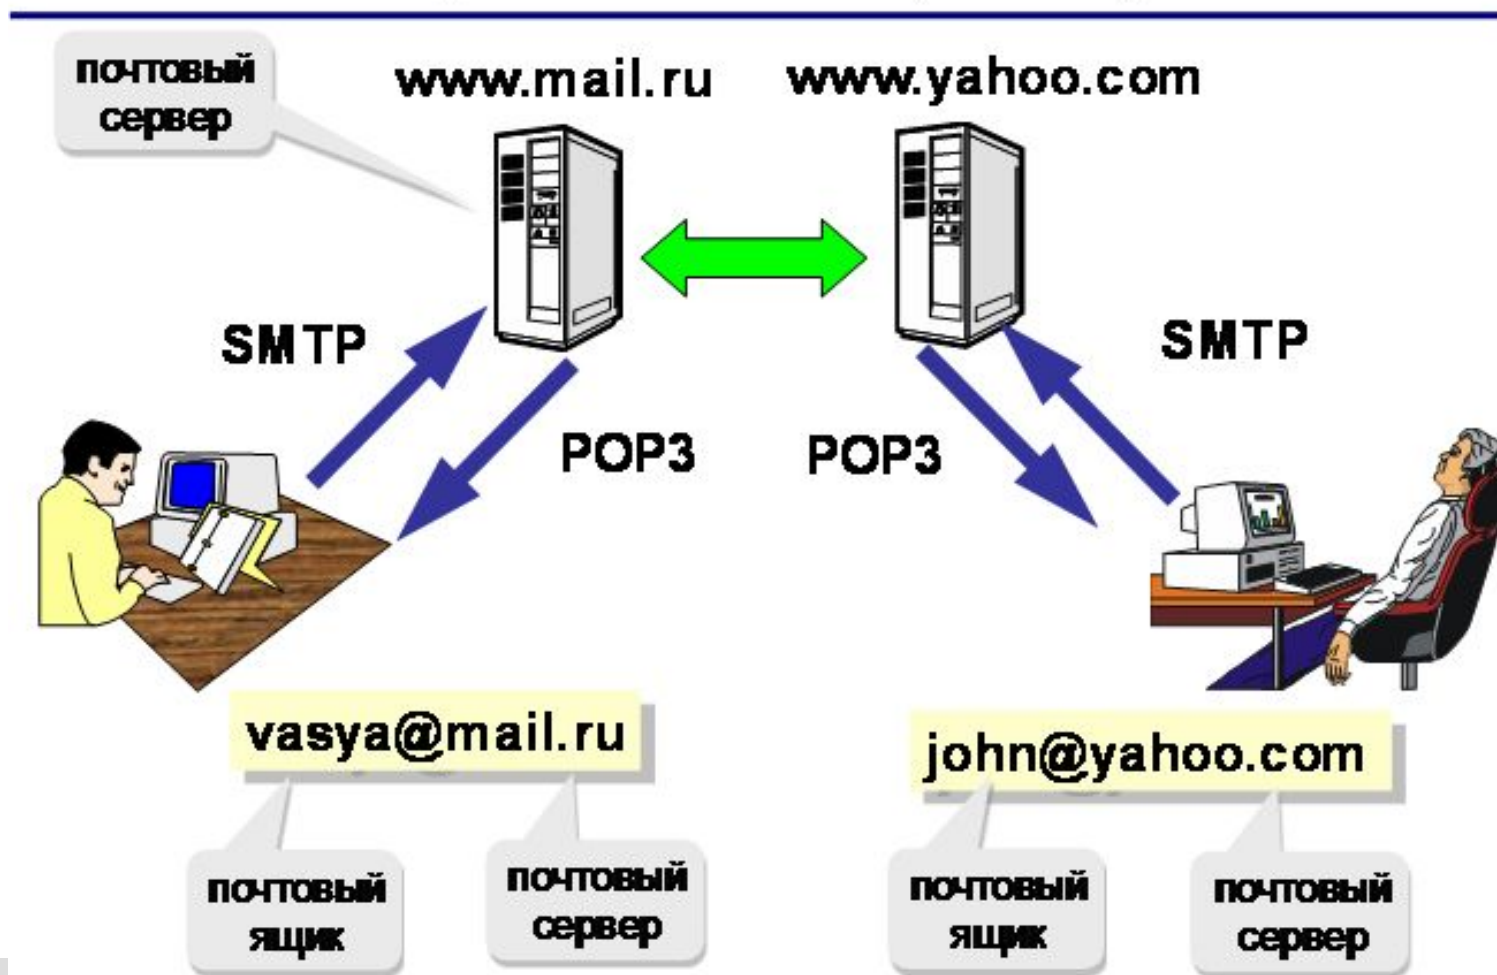 почтовый
сервер
www.mail.ru
www.yahoo.com
SMTP
SMTP
POP3
POP3
vasya@mail.ru
john@yahoo.com
почтовый
ящик
почтовый
сервер
почтовый
ящик
почтовый
сервер